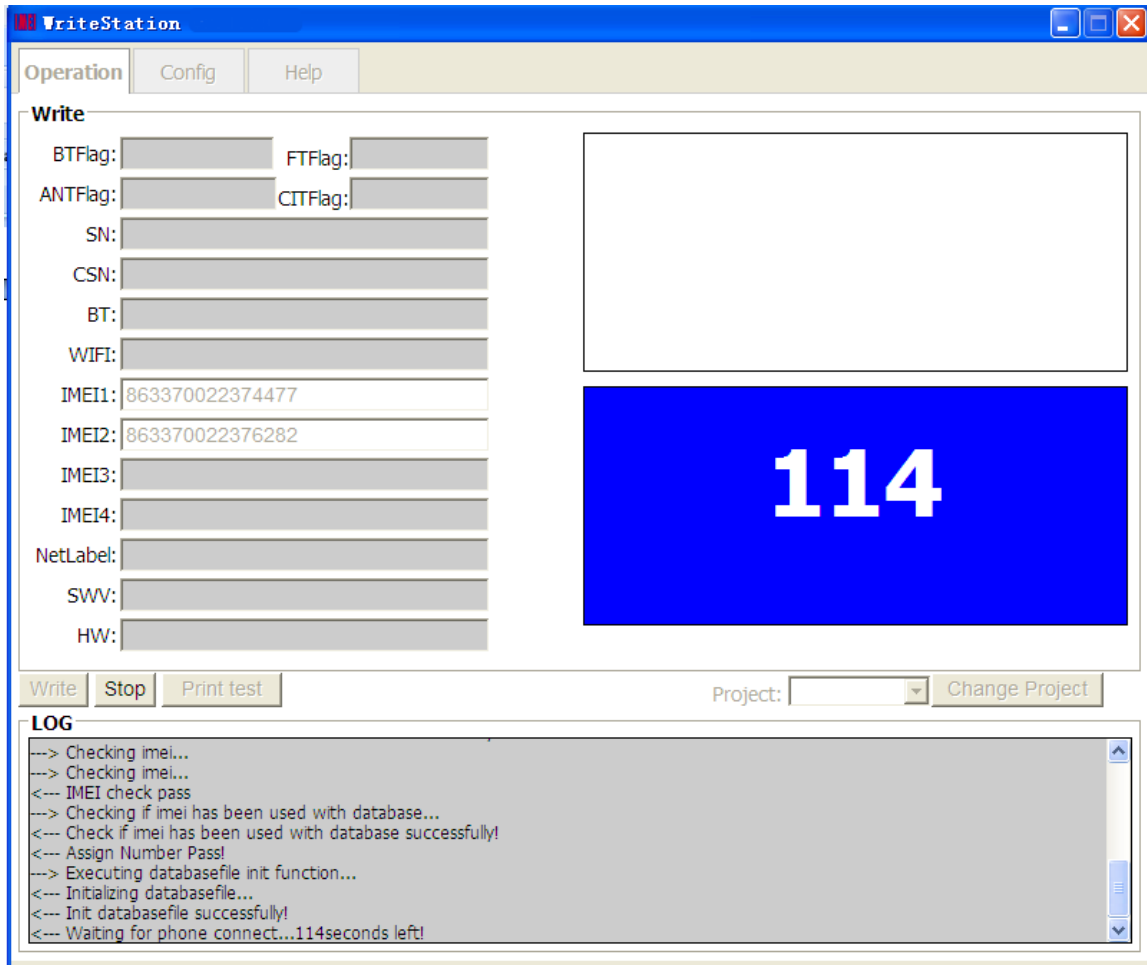 IMEI WriteStation
Operation Config Help
Write
BTFlag: FTFlag:
ANTFlag: CITFlag:
SN:
CSN:
BT:
WIFI:
IMEI1: 863370022374477
IMEI2: 863370022376282
IMEI3:
IMEI4:
NetLabel:
SWV:
HW:
114
Write Stop Print test Project: Change Project
LOG
---> Checking imei...
---> Checking imei...
<--- IMEI check pass
---> Checking if imei has been used with database...
<--- Check if imei has been used with database successfully!
<--- Assign Number Pass!
---> Executing databasefile init function...
<--- Initializing databasefile...
<--- Init databasefile successfully!
<--- Waiting for phone connect...114seconds left!